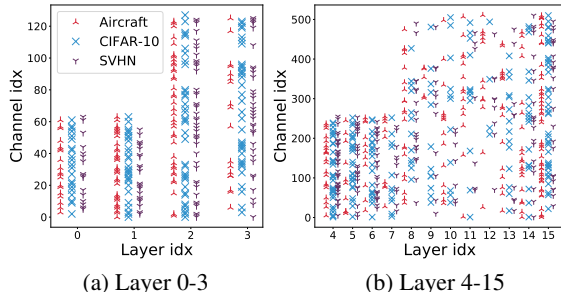 Aircraft
CIFAR-10
SVHN
Channel idx
120
100
80
60
40
20
0
0 1 2 3
Layer idx
(a) Layer 0-3
Channel idx
500
400
300
200
100
0
4 5 6 7 8 9 10 11 12 13 14 15
Layer idx
(b) Layer 4-15